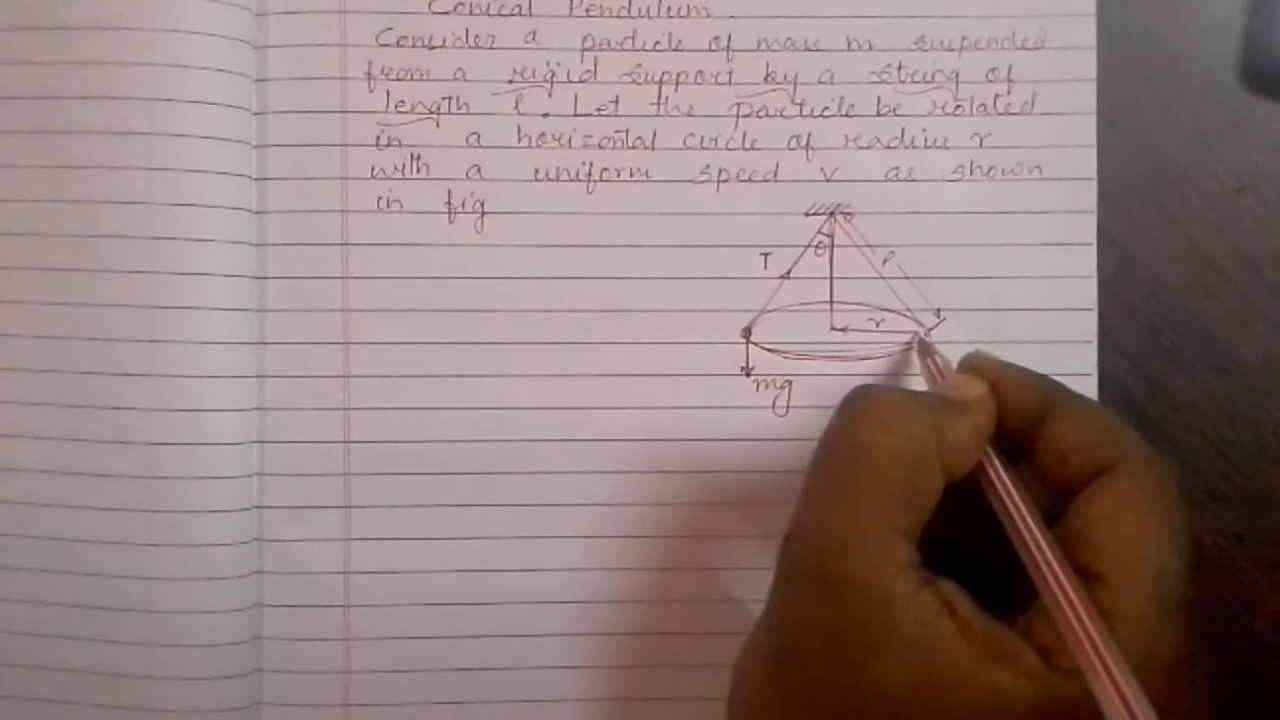 Conical Pendulum.
Consider a particle of mass m suspended
from a rigid support by a string of
length l. Let the particle be rotated
in a horizontal circle of radius r
with a uniform speed v as shown
in fig
θ
T
l
r
mg